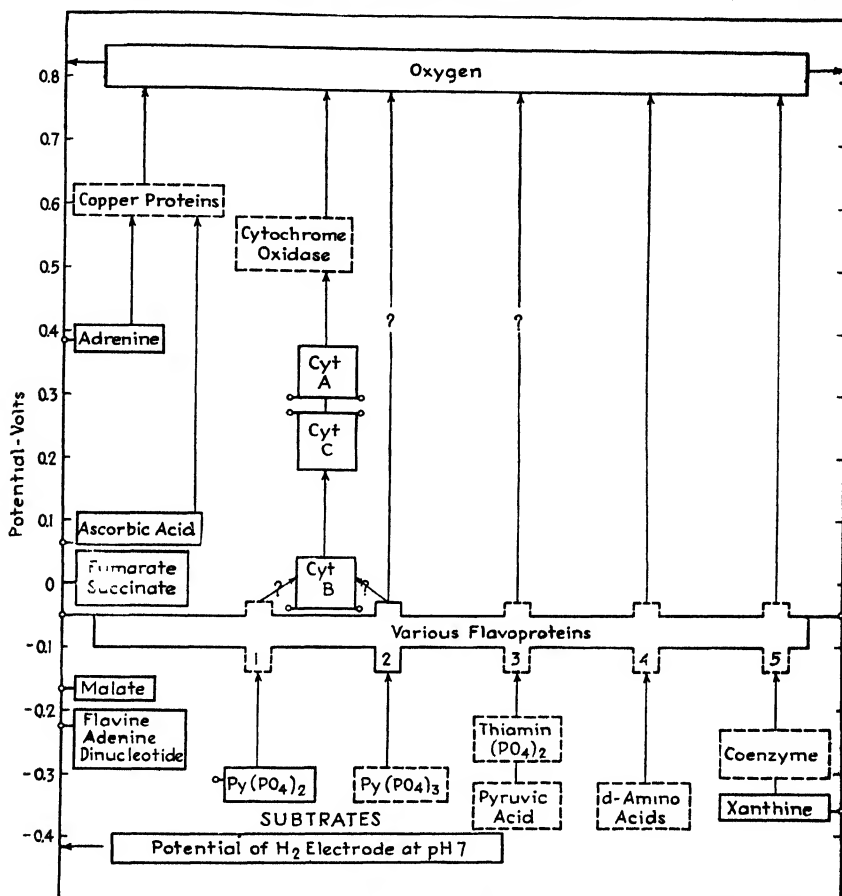 Oxygen
0.8
0.7
Copper Proteins
0.6
Cytochrome
Oxidase
0.5
0.4
?
?
Adrenine
Cyt
A
0.3
Cyt
C
0.2
Potential-Volts
0.1
Ascorbic Acid
Fumarate
Succinate
0
?
Cyt
B
?
Various Flavoproteins
-0.1
1
2
3
4
5
Malate
-0.2
Flavine
Adenine
Dinucleotide
Thiamin
(PO4)2
Coenzyme
-0.3
Py(PO4)2
Py(PO4)3
Pyruvic
Acid
d-Amino
Acids
Xanthine
SUBTRATES
-0.4
Potential of H2 Electrode at pH7